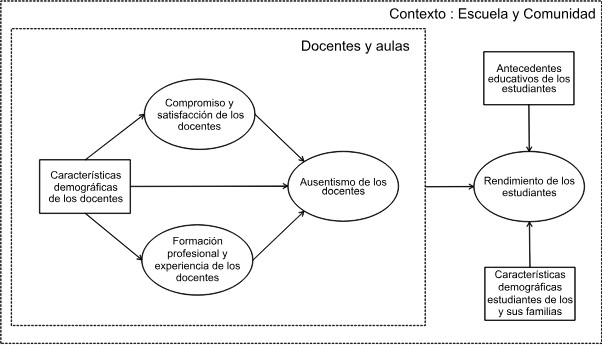 Contexto : Escuela y Comunidad
Docentes y aulas
Compromiso y
satisfacción de los
docentes
Características
demográficas
de los docentes
Ausentismo de los
docentes
Formación
profesional y
experiencia de los
docentes
Antecedentes
educativos de los
estudiantes
Rendimiento de los
estudiantes
Características
demográficas
estudiantes de los
y sus familias